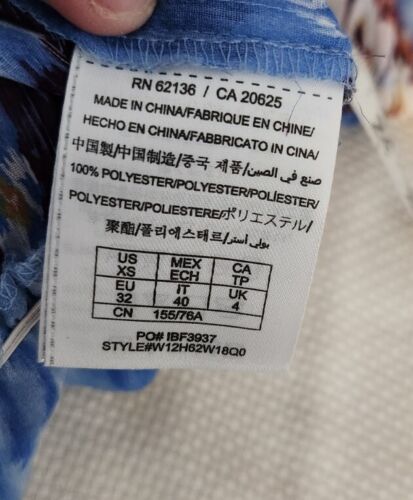 RN 62136 / CA 20625
MADE IN CHINA/FABRIQUE EN CHINE/
HECHO EN CHINA/FABBRICATO IN CINA/
中国製/中国制造/중국 제품/صنع في الصين/
100% POLYESTER/POLYESTER/POLIÉSTER/
POLYESTER/POLIESTERE/ポリエステル/
聚酯/폴리에스테르/بولي أستر
US MEX CA
XS ECH TP
EU IT UK
32 40 4
CN 155/76A
PO# IBF3937
STYLE#W12H62W18Q0